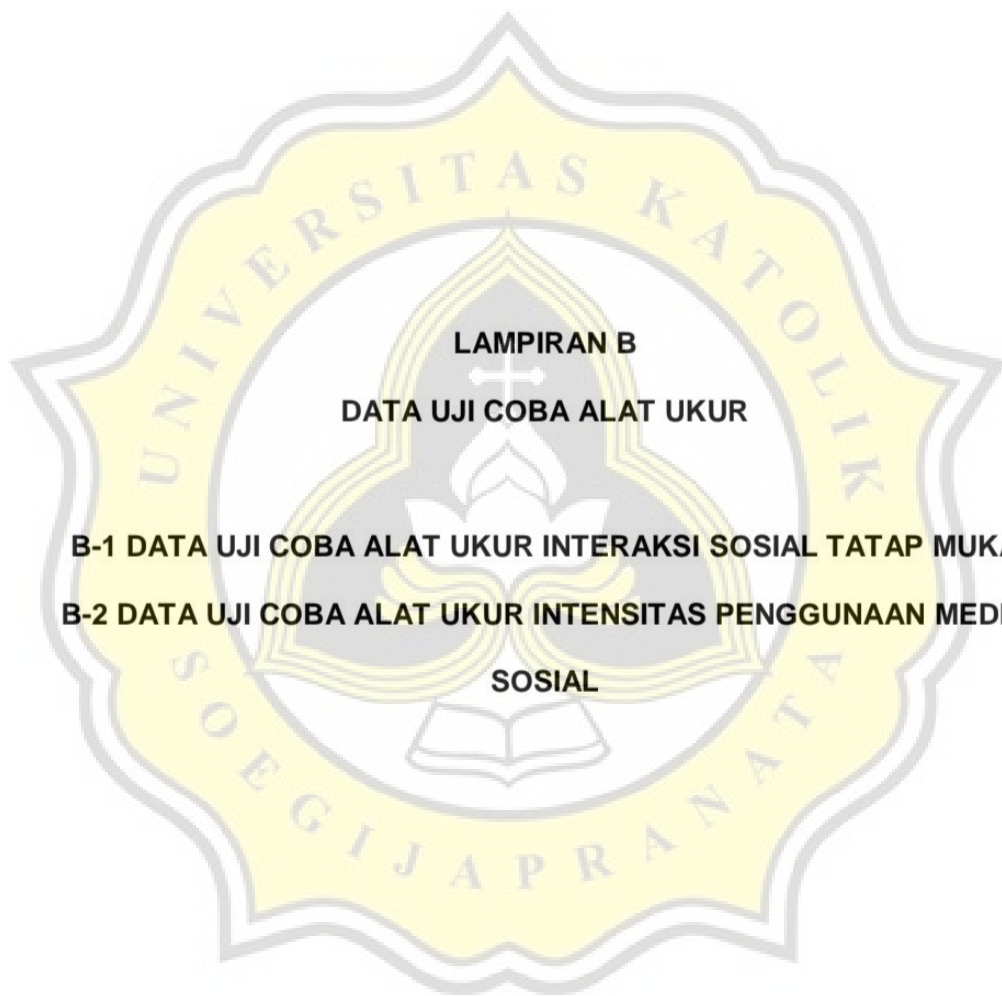 UNIVERSITAS KATOLIK
LAMPIRAN B
DATA UJI COBA ALAT UKUR
B-1 DATA UJI COBA ALAT UKUR INTERAKSI SOSIAL TATAP MUKA
B-2 DATA UJI COBA ALAT UKUR INTENSITAS PENGGUNAAN MEDI
SOSIAL
SOEGIJAPRANATA